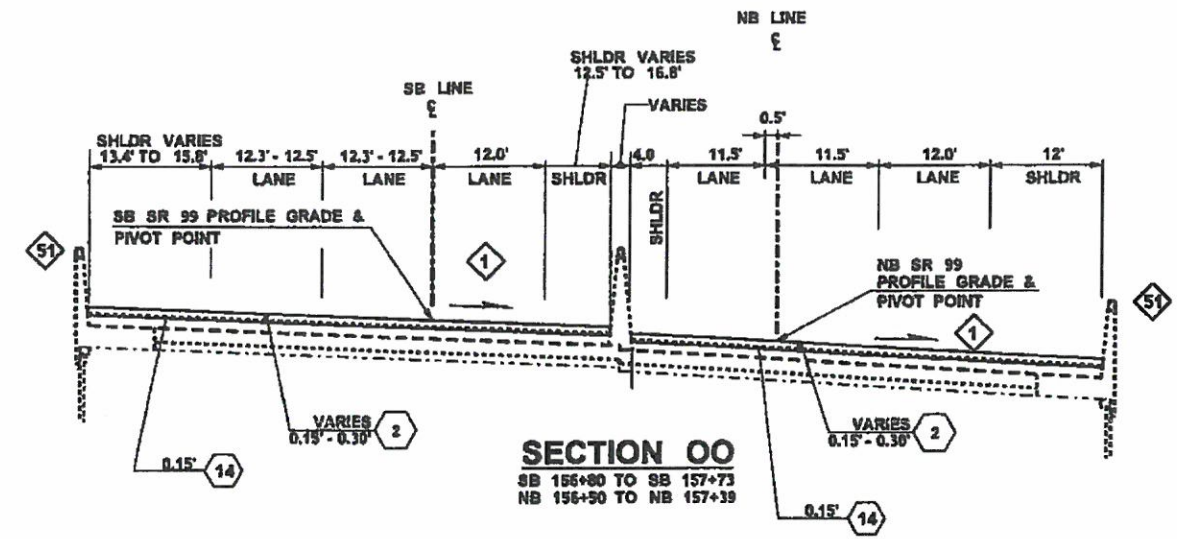 NB LINE
℄
SHLDR VARIES
12.5' TO 16.8'
SB LINE
℄
VARIES
0.5'
SHLDR VARIES
13.4' TO 15.8'
12.3' - 12.5'
LANE
12.3' - 12.5'
LANE
12.0'
LANE
SHLDR
4.0
SHLDR
11.5'
LANE
11.5'
LANE
12.0'
LANE
12'
SHLDR
SB SR 99 PROFILE GRADE &
PIVOT POINT
51
1
NB SR 99
PROFILE GRADE &
PIVOT POINT
51
1
VARIES
0.15' - 0.30'
2
VARIES
0.15' - 0.30'
2
0.15'
14
SECTION OO
SB 156+80 TO SB 157+73
NB 156+50 TO NB 157+39
0.15'
14